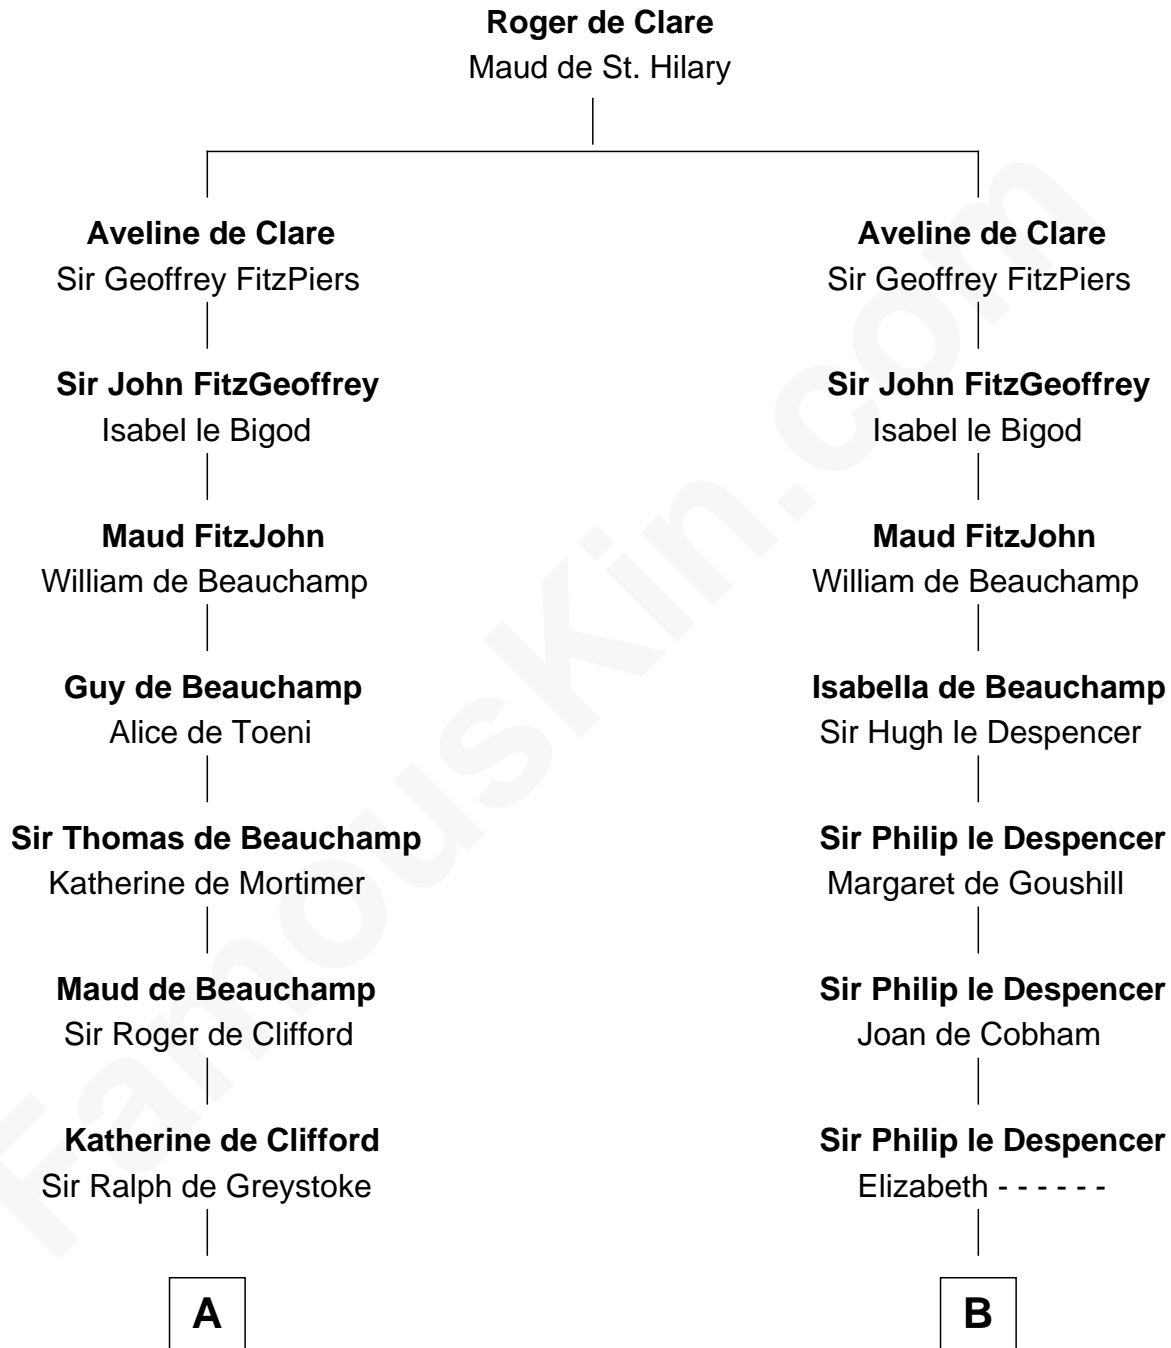 Roger de Clare
Maud de St. Hilary
Aveline de Clare
Sir Geoffrey FitzPiers
Aveline de Clare
Sir Geoffrey FitzPiers
Sir John FitzGeoffrey
Isabel le Bigod
Sir John FitzGeoffrey
Isabel le Bigod
Maud FitzJohn
William de Beauchamp
Maud FitzJohn
William de Beauchamp
Guy de Beauchamp
Alice de Toeni
Isabella de Beauchamp
Sir Hugh le Despencer
Sir Thomas de Beauchamp
Katherine de Mortimer
Sir Philip le Despencer
Margaret de Goushill
Maud de Beauchamp
Sir Roger de Clifford
Sir Philip le Despencer
Joan de Cobham
Katherine de Clifford
Sir Ralph de Greystoke
Sir Philip le Despencer
Elizabeth - - - - - -
A
B
FamousKin.com